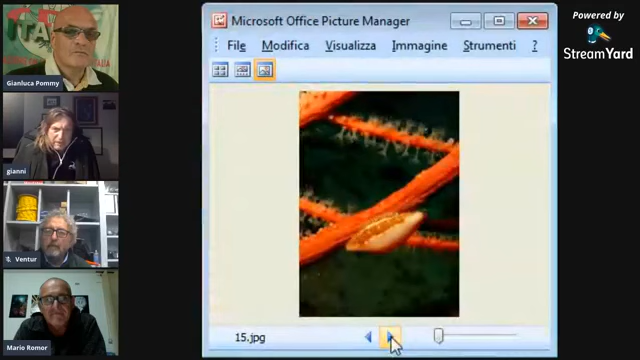 Gianluca Pommy
gianni
Ventur
Mario Romor
Microsoft Office Picture Manager
File Modifica Visualizza Immagine Strumenti ?
15.jpg
Powered by
StreamYard